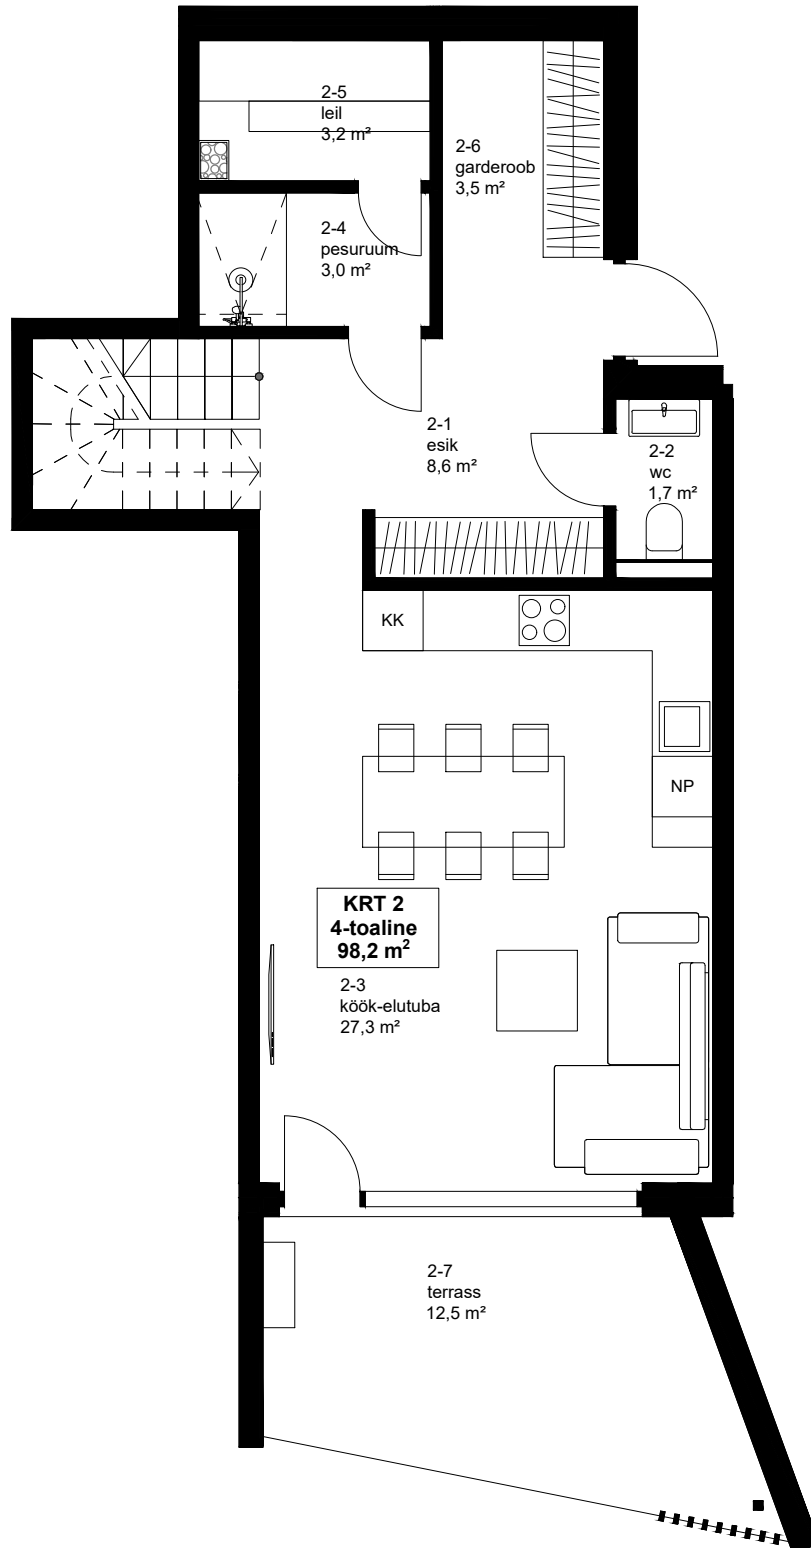 2-5
leil
3,2 m²
2-6
garderoob
3,5 m²
2-4
pesuruum
3,0 m²
2-1
esik
8,6 m²
2-2
wc
1,7 m²
KK
NP
KRT 2
4-toaline
98,2 m²
2-3
köök-elutuba
27,3 m²
2-7
terrass
12,5 m²